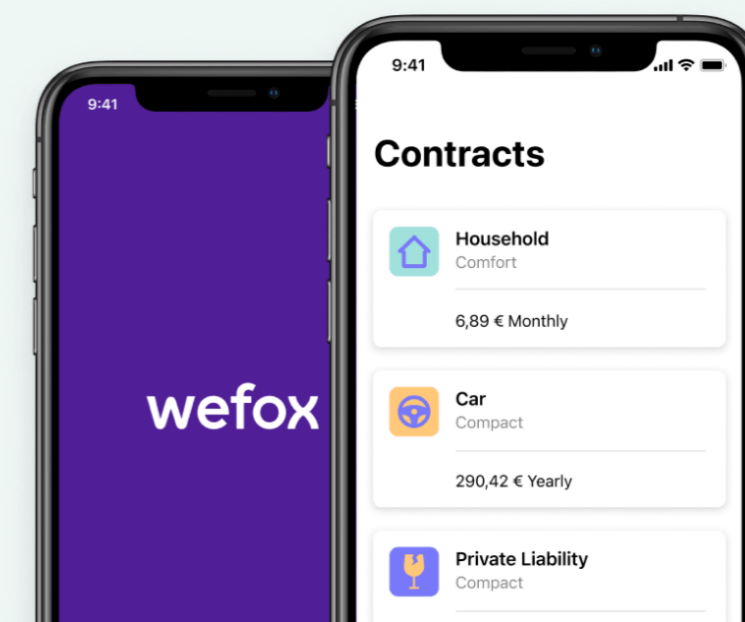 9:41
wefox
9:41
Contracts
Household
Comfort
6,89 € Monthly
Car
Compact
290,42 € Yearly
Private Liability
Compact